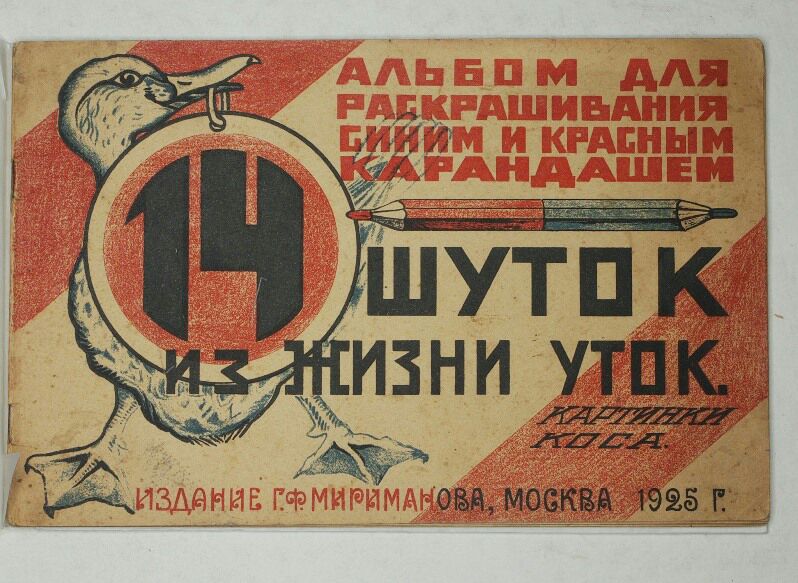 АЛЬБОМ ДЛЯ
РАСКРАШИВАНИЯ
СИНИМ И КРАСНЫМ
КАРАНДАШЕМ
14 ШУТОК
ИЗ ЖИЗНИ УТОК.
КАРТИНКИ
КОСА.
ИЗДАНИЕ Г.Ф МИРИМАНОВА, МОСКВА 1925 Г.